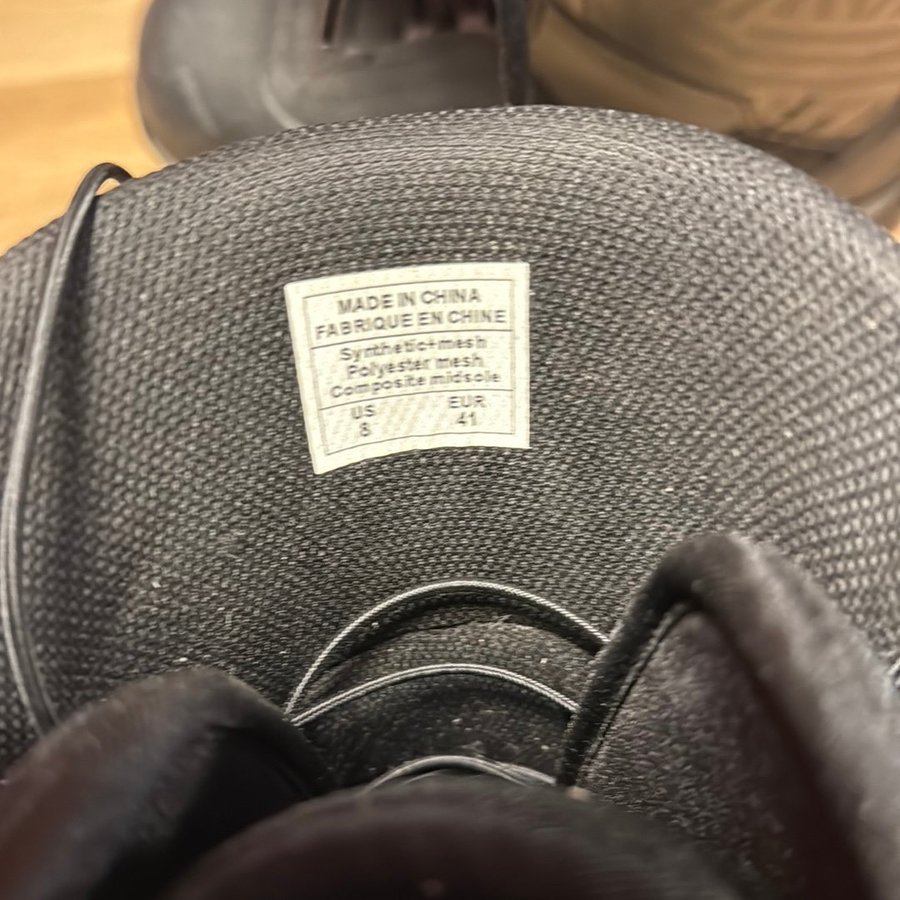 MADE IN CHINA
FABRIQUE EN CHINE
Synthetic+mesh
Polyester mesh
Composite midsole
US EUR
8 41